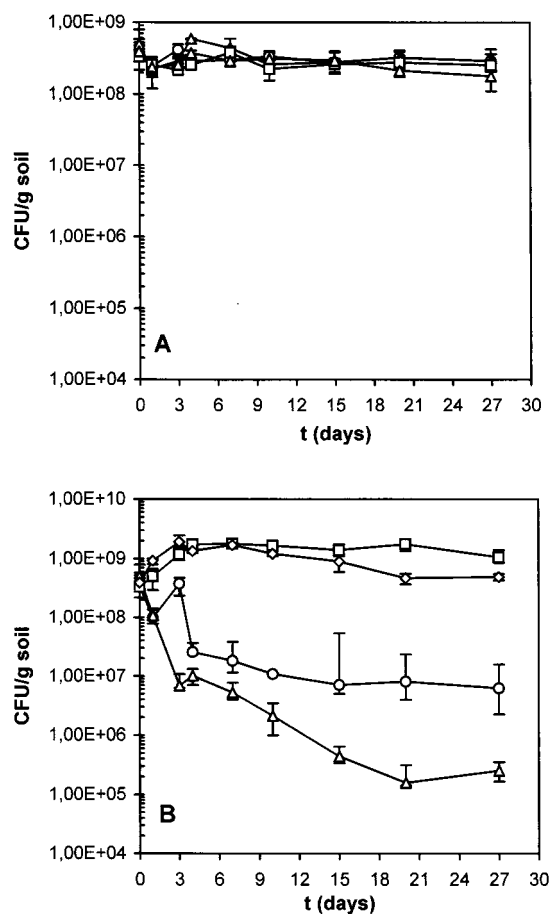 1,00E+09
1,00E+08
1,00E+07
1,00E+06
1,00E+05
1,00E+04
CFU/g soil
A
0 3 6 9 12 15 18 21 24 27 30
t (days)
1,00E+10
1,00E+09
1,00E+08
1,00E+07
1,00E+06
1,00E+05
1,00E+04
CFU/g soil
B
0 3 6 9 12 15 18 21 24 27 30
t (days)